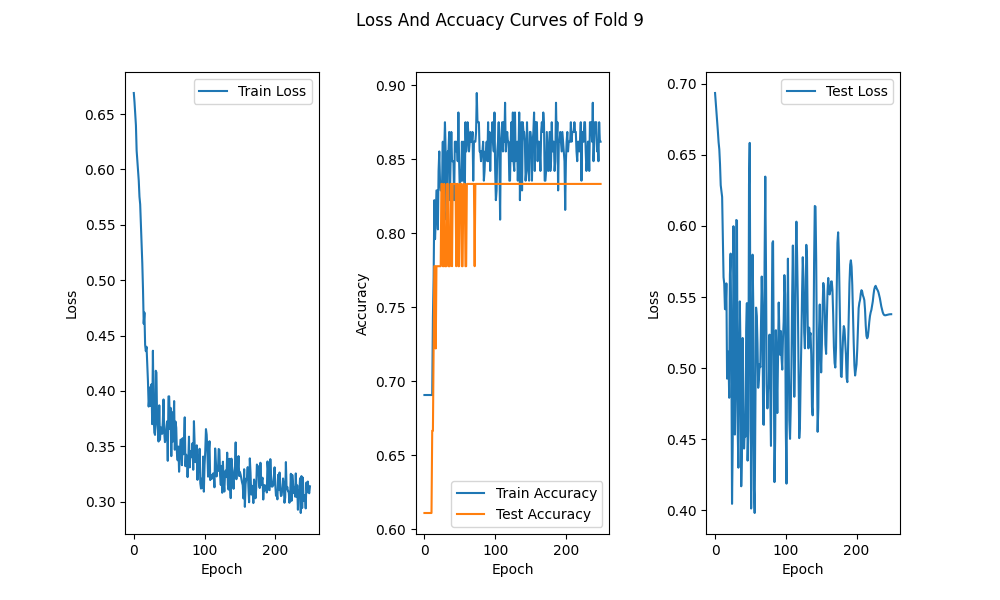 Loss And Accuacy Curves of Fold 9
Train Loss
Loss
0.65
0.60
0.55
0.50
0.45
0.40
0.35
0.30
0 100 200
Epoch
Accuracy
0.90
0.85
0.80
0.75
0.70
0.65
0.60
Train Accuracy
Test Accuracy
0 100 200
Epoch
Test Loss
Loss
0.70
0.65
0.60
0.55
0.50
0.45
0.40
0 100 200
Epoch